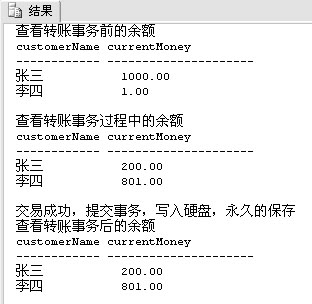 结果
查看转账事务前的余额
customerName currentMoney
------------ ---------------------
张三 1000.00
李四 1.00
查看转账事务过程中的余额
customerName currentMoney
------------ ---------------------
张三 200.00
李四 801.00
交易成功，提交事务，写入硬盘，永久的保存
查看转账事务后的余额
customerName currentMoney
------------ ---------------------
张三 200.00
李四 801.00